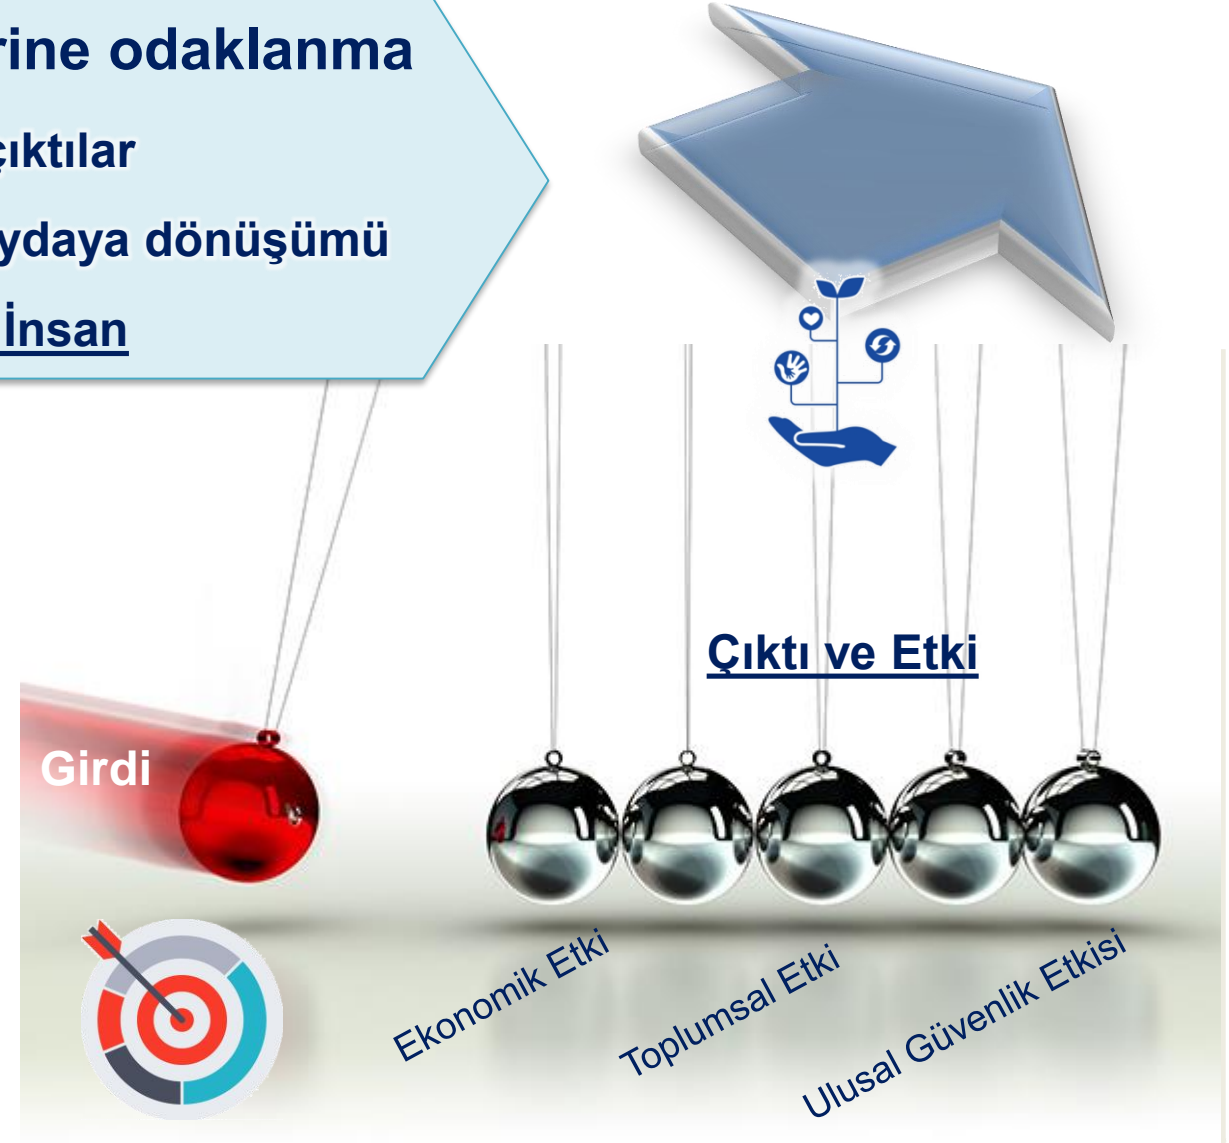 rine odaklanma
çıktılar
ydaya dönüşümü
İnsan
Çıktı ve Etki
Girdi
Ekonomik Etki
Toplumsal Etki
Ulusal Güvenlik Etkisi